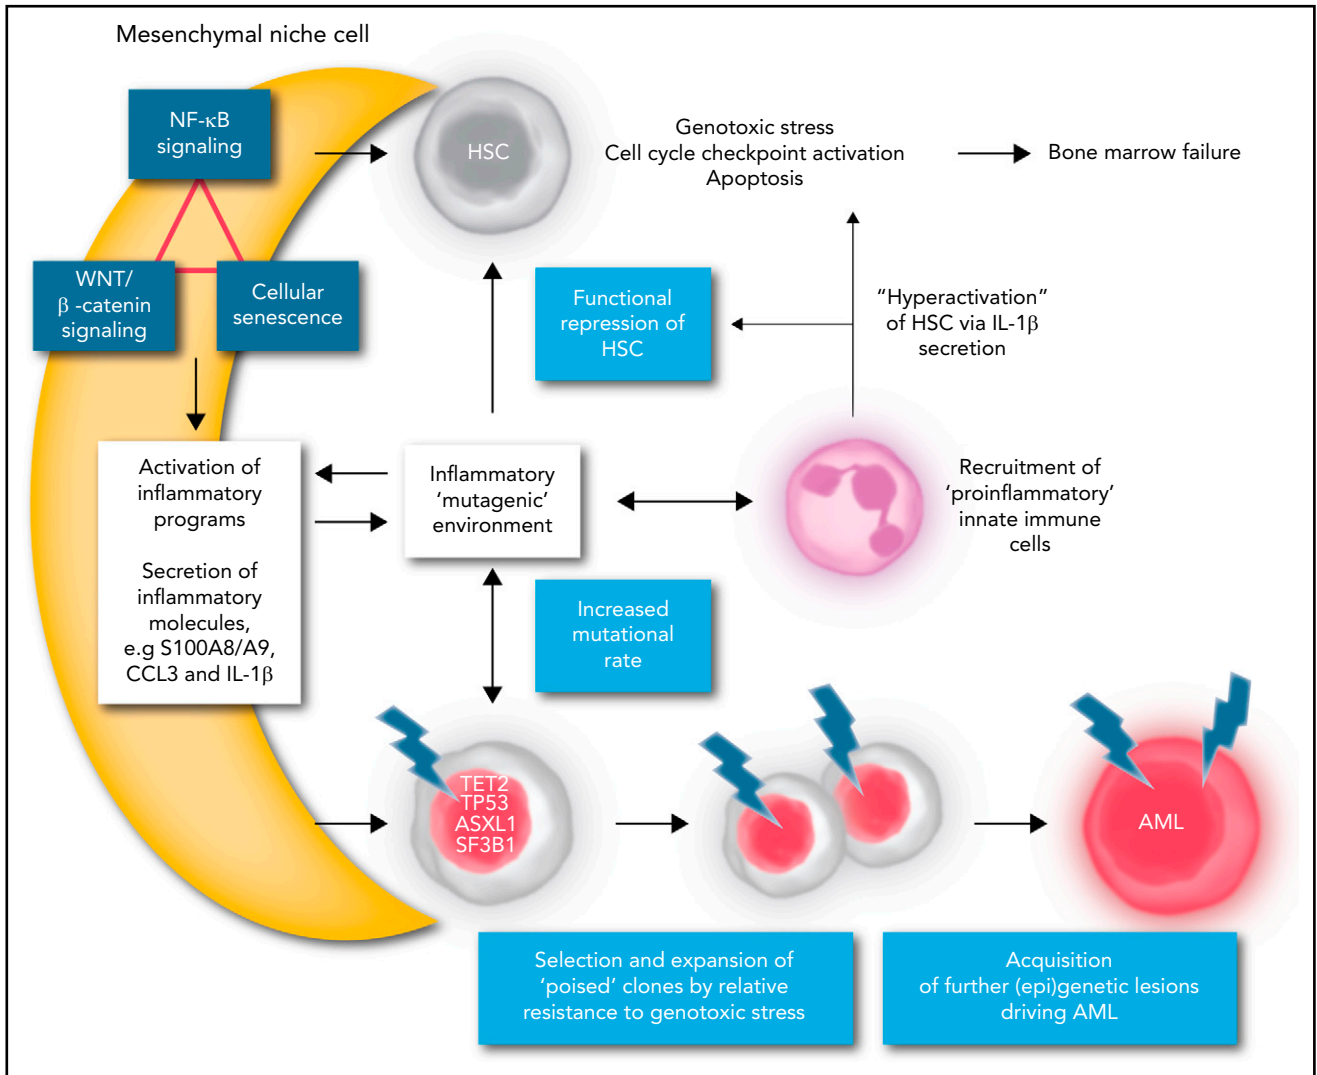 Mesenchymal niche cell
NF-κB
signaling
WNT/
β -catenin
signaling
Cellular
senescence
HSC
Genotoxic stress
Cell cycle checkpoint activation
Apoptosis
Bone marrow failure
Functional
repression of
HSC
“Hyperactivation”
of HSC via IL-1β
secretion
Activation of
inflammatory
programs
Secretion of
inflammatory
molecules,
e.g S100A8/A9,
CCL3 and IL-1β
Inflammatory
‘mutagenic’
environment
Recruitment of
‘proinflammatory’
innate immune
cells
Increased
mutational
rate
TET2
TP53
ASXL1
SF3B1
AML
Selection and expansion of
‘poised’ clones by relative
resistance to genotoxic stress
Acquisition
of further (epi)genetic lesions
driving AML